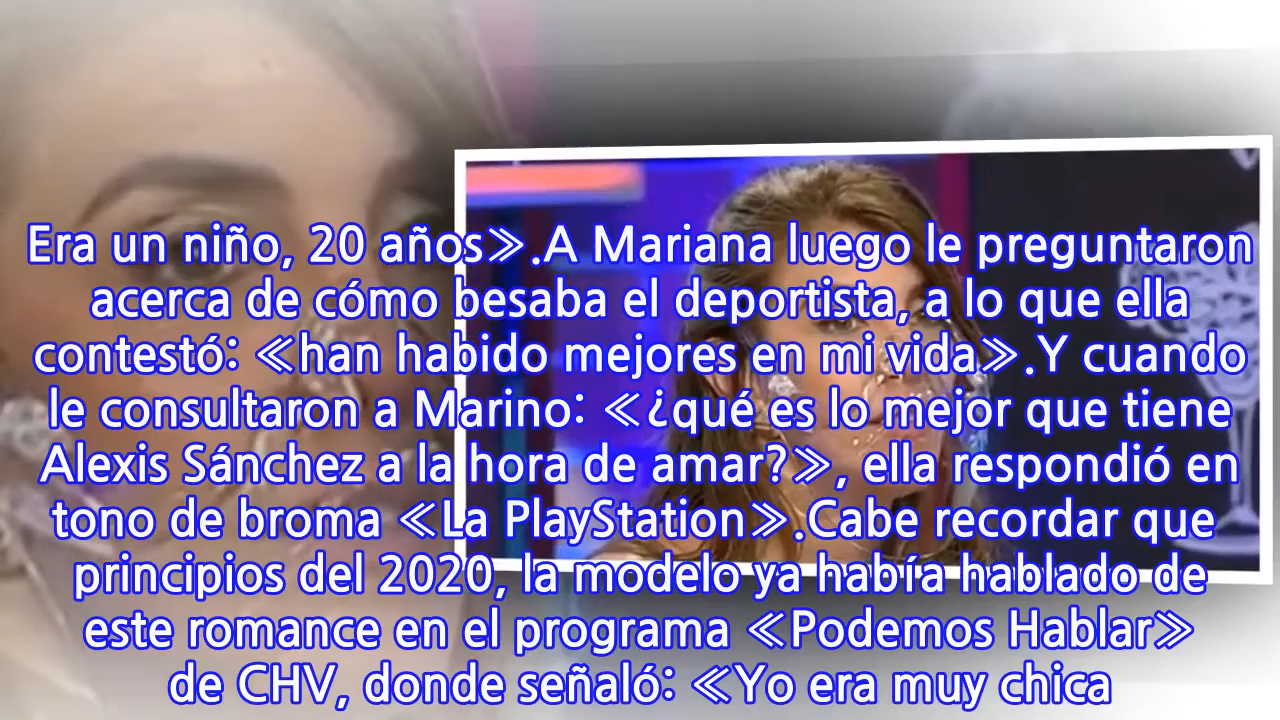 Era un niño, 20 años≫.A Mariana luego le preguntaron
acerca de cómo besaba el deportista, a lo que ella
contestó: ≪han habido mejores en mi vida≫.Y cuando
le consultaron a Marino: ≪¿qué es lo mejor que tiene
Alexis Sánchez a la hora de amar?≫, ella respondió en
tono de broma ≪La PlayStation≫.Cabe recordar que
principios del 2020, la modelo ya había hablado de
este romance en el programa ≪Podemos Hablar≫
de CHV, donde señaló: ≪Yo era muy chica